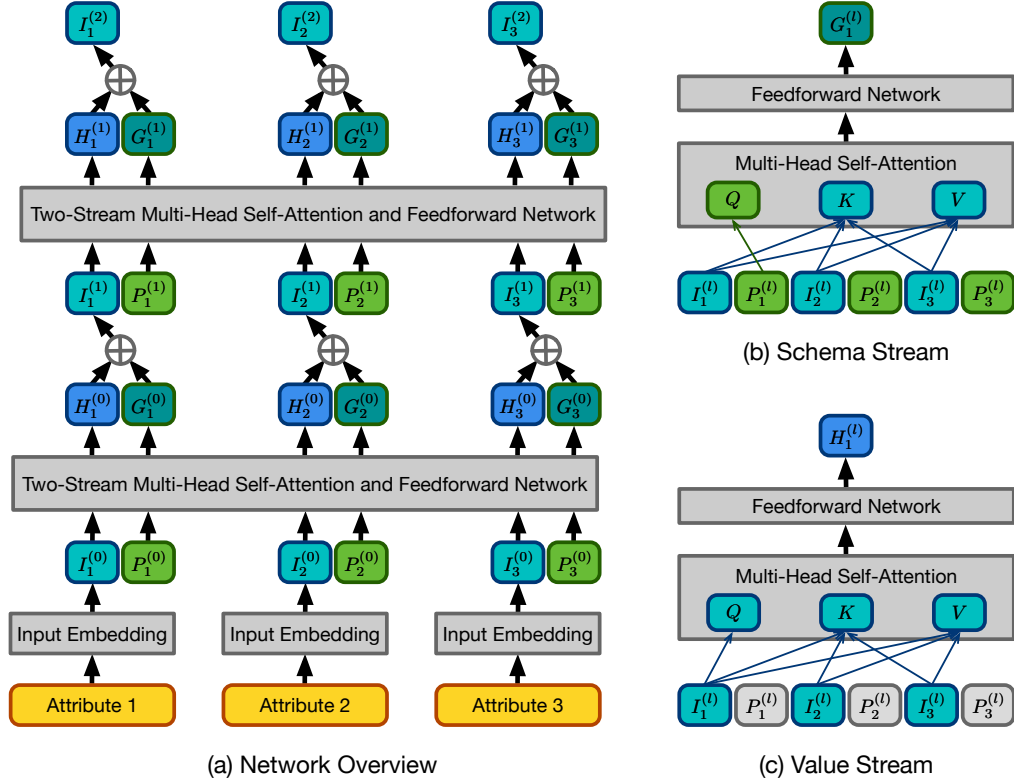 I_1^{(2)} I_2^{(2)} I_3^{(2)}
H_1^{(1)} G_1^{(1)} H_2^{(1)} G_2^{(1)} H_3^{(1)} G_3^{(1)}
Two-Stream Multi-Head Self-Attention and Feedforward Network
I_1^{(1)} P_1^{(1)} I_2^{(1)} P_2^{(1)} I_3^{(1)} P_3^{(1)}
H_1^{(0)} G_1^{(0)} H_2^{(0)} G_2^{(0)} H_3^{(0)} G_3^{(0)}
Two-Stream Multi-Head Self-Attention and Feedforward Network
I_1^{(0)} P_1^{(0)} I_2^{(0)} P_2^{(0)} I_3^{(0)} P_3^{(0)}
Input Embedding Input Embedding Input Embedding
Attribute 1 Attribute 2 Attribute 3
(a) Network Overview
G_1^{(l)}
Feedforward Network
Multi-Head Self-Attention
Q K V
I_1^{(l)} P_1^{(l)} I_2^{(l)} P_2^{(l)} I_3^{(l)} P_3^{(l)}
(b) Schema Stream
H_1^{(l)}
Feedforward Network
Multi-Head Self-Attention
Q K V
I_1^{(l)} P_1^{(l)} I_2^{(l)} P_2^{(l)} I_3^{(l)} P_3^{(l)}
(c) Value Stream